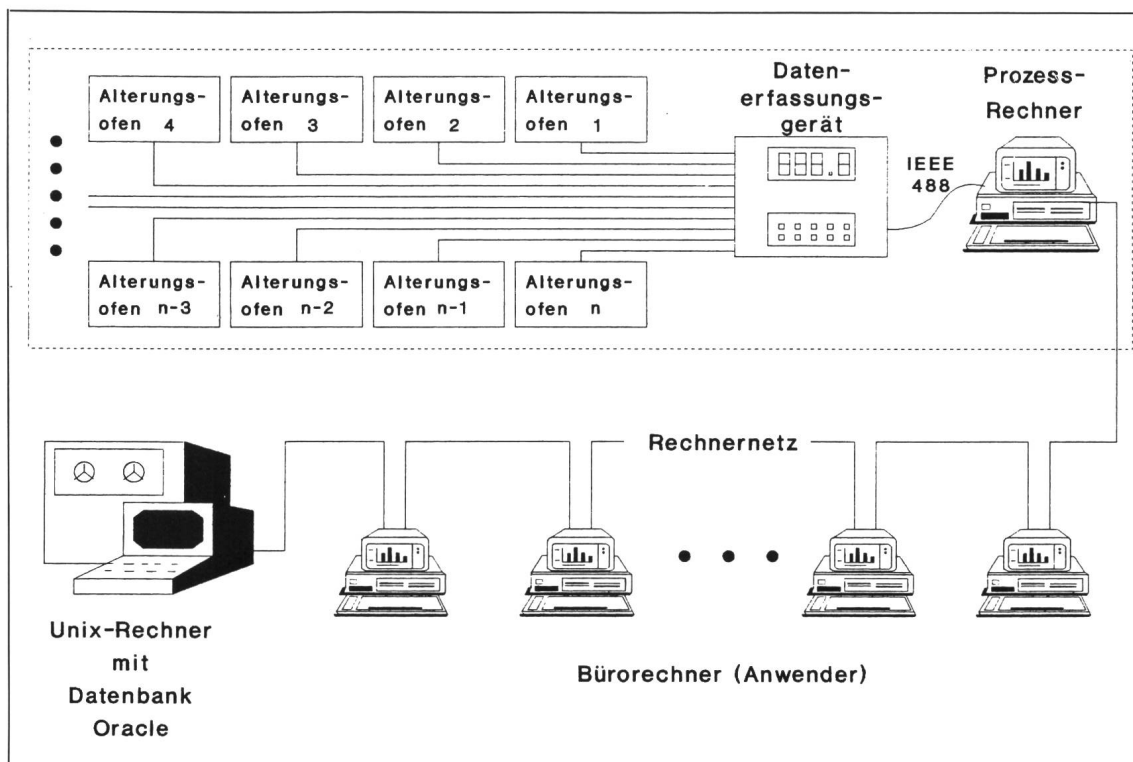 Alterungs-
ofen 4
Alterungs-
ofen 3
Alterungs-
ofen 2
Alterungs-
ofen 1
Daten-
erfassungs-
gerät
Prozess-
Rechner
IEEE
488
Alterungs-
ofen n-3
Alterungs-
ofen n-2
Alterungs-
ofen n-1
Alterungs-
ofen n
Rechnernetz
Unix-Rechner
mit
Datenbank
Oracle
Bürorechner (Anwender)